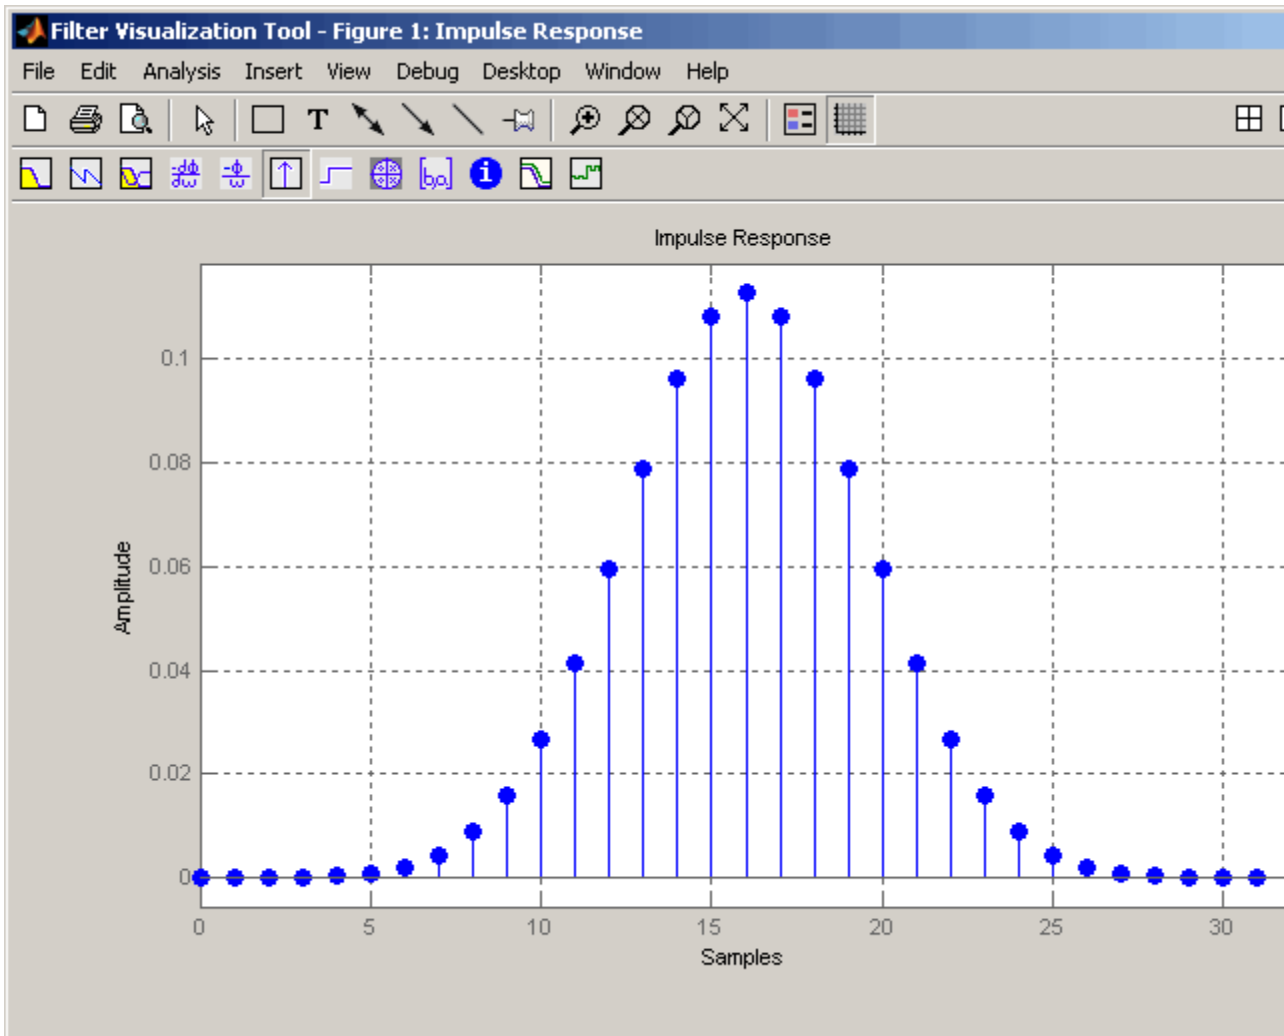 Filter Visualization Tool - Figure 1: Impulse Response
File Edit Analysis Insert View Debug Desktop Window Help
T
Impulse Response
0.1
0.08
0.06
0.04
0.02
0
Amplitude
0 5 10 15 20 25 30
Samples